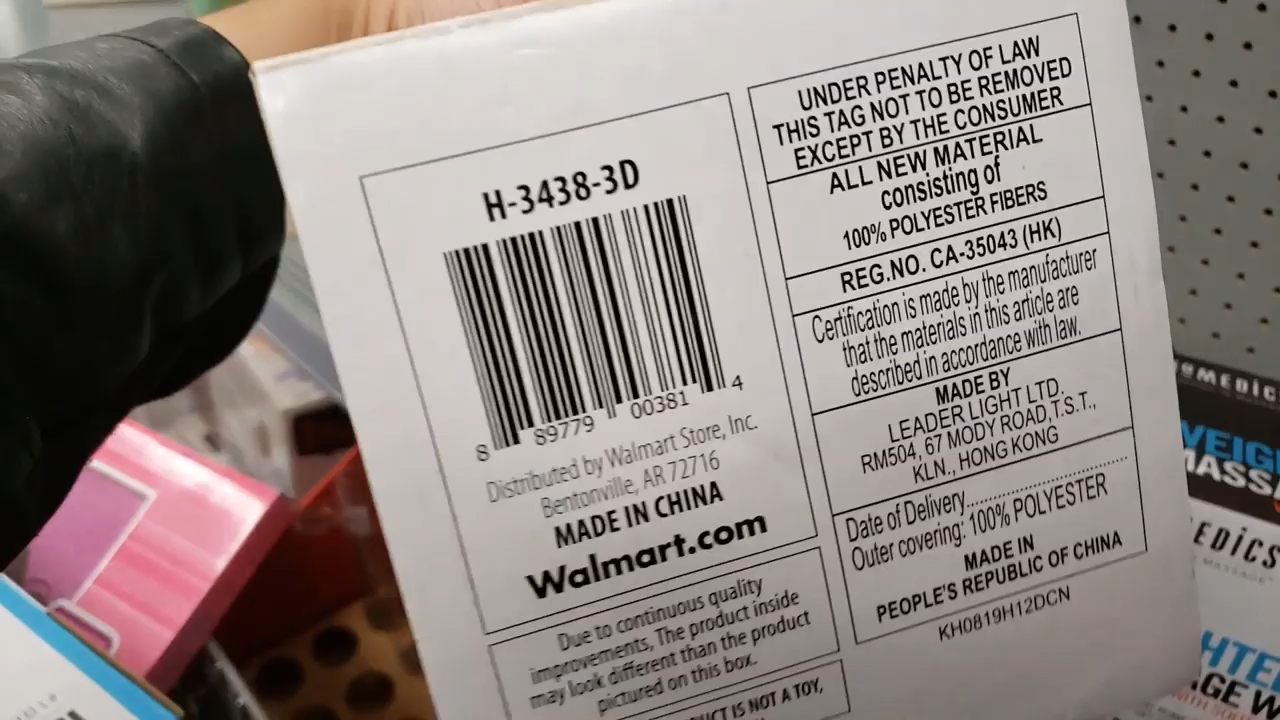 H-3438-3D
8 89779 00381 4
Distributed by Walmart Store, Inc.
Bentonville, AR 72716
MADE IN CHINA
Walmart.com
Due to continuous quality
improvements, The product inside
may look different than the product
pictured on this box.
IS NOT A TOY,
UNDER PENALTY OF LAW
THIS TAG NOT TO BE REMOVED
EXCEPT BY THE CONSUMER
ALL NEW MATERIAL
consisting of
100% POLYESTER FIBERS
REG.NO. CA-35043 (HK)
Certification is made by the manufacturer
that the materials in this article are
described in accordance with law.
MADE BY
LEADER LIGHT LTD.
RM504, 67 MODY ROAD,T.S.T.,
KLN., HONG KONG
Date of Delivery..............................
Outer covering: 100% POLYESTER
MADE IN
PEOPLE'S REPUBLIC OF CHINA
KH0819H12DCN